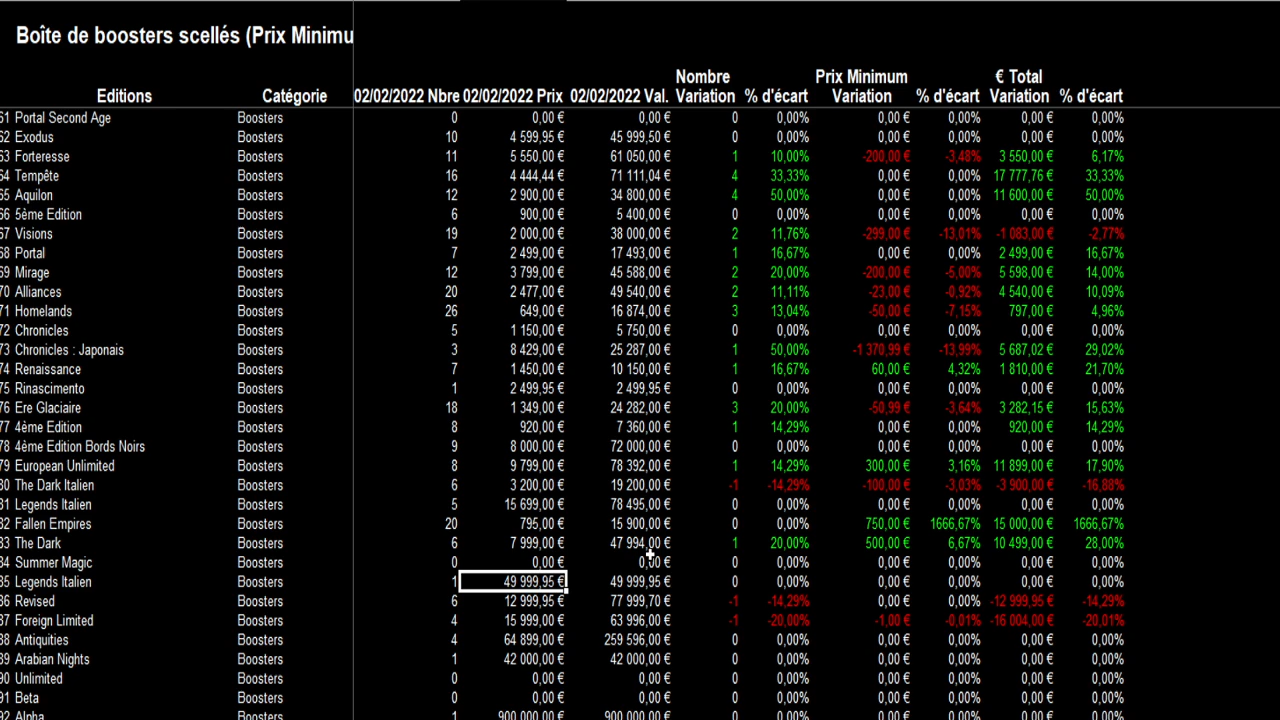 Boîte de boosters scellés (Prix Minimu
Nombre Prix Minimum € Total
Editions Catégorie 02/02/2022 Nbre 02/02/2022 Prix 02/02/2022 Val. Variation % d'écart Variation % d'écart Variation % d'écart
61 Portal Second Age Boosters 0 0,00 € 0,00 € 0 0,00% 0,00 € 0,00% 0,00 € 0,00%
62 Exodus Boosters 10 4 599,95 € 45 999,50 € 0 0,00% 0,00 € 0,00% 0,00 € 0,00%
63 Forteresse Boosters 11 5 550,00 € 61 050,00 € 1 10,00% -200,00 € -3,48% 3 550,00 € 6,17%
64 Tempête Boosters 16 4 444,44 € 71 111,04 € 4 33,33% 0,00 € 0,00% 17 777,76 € 33,33%
65 Aquilon Boosters 12 2 900,00 € 34 800,00 € 4 50,00% 0,00 € 0,00% 11 600,00 € 50,00%
66 5ème Edition Boosters 6 900,00 € 5 400,00 € 0 0,00% 0,00 € 0,00% 0,00 € 0,00%
67 Visions Boosters 19 2 000,00 € 38 000,00 € 2 11,76% -299,00 € -13,01% -1 083,00 € -2,77%
68 Portal Boosters 7 2 499,00 € 17 493,00 € 1 16,67% 0,00 € 0,00% 2 499,00 € 16,67%
69 Mirage Boosters 12 3 799,00 € 45 588,00 € 2 20,00% -200,00 € -5,00% 5 598,00 € 14,00%
70 Alliances Boosters 20 2 477,00 € 49 540,00 € 2 11,11% -23,00 € -0,92% 4 540,00 € 10,09%
71 Homelands Boosters 26 649,00 € 16 874,00 € 3 13,04% -50,00 € -7,15% 797,00 € 4,96%
72 Chronicles Boosters 5 1 150,00 € 5 750,00 € 0 0,00% 0,00 € 0,00% 0,00 € 0,00%
73 Chronicles : Japonais Boosters 3 8 429,00 € 25 287,00 € 1 50,00% -1 370,99 € -13,99% 5 687,02 € 29,02%
74 Renaissance Boosters 7 1 450,00 € 10 150,00 € 1 16,67% 60,00 € 4,32% 1 810,00 € 21,70%
75 Rinascimento Boosters 1 2 499,95 € 2 499,95 € 0 0,00% 0,00 € 0,00% 0,00 € 0,00%
76 Ere Glaciaire Boosters 18 1 349,00 € 24 282,00 € 3 20,00% -50,99 € -3,64% 3 282,15 € 15,63%
77 4ème Edition Boosters 8 920,00 € 7 360,00 € 1 14,29% 0,00 € 0,00% 920,00 € 14,29%
78 4ème Edition Bords Noirs Boosters 9 8 000,00 € 72 000,00 € 0 0,00% 0,00 € 0,00% 0,00 € 0,00%
79 European Unlimited Boosters 8 9 799,00 € 78 392,00 € 1 14,29% 300,00 € 3,16% 11 899,00 € 17,90%
80 The Dark Italien Boosters 6 3 200,00 € 19 200,00 € -1 -14,29% -100,00 € -3,03% -3 900,00 € -16,88%
81 Legends Italien Boosters 5 15 699,00 € 78 495,00 € 0 0,00% 0,00 € 0,00% 0,00 € 0,00%
82 Fallen Empires Boosters 20 795,00 € 15 900,00 € 0 0,00% 750,00 € 1666,67% 15 000,00 € 1666,67%
83 The Dark Boosters 6 7 999,00 € 47 994,00 € 1 20,00% 500,00 € 6,67% 10 499,00 € 28,00%
84 Summer Magic Boosters 0 0,00 € 0,00 € 0 0,00% 0,00 € 0,00% 0,00 € 0,00%
85 Legends Italien Boosters 1 49 999,95 € 49 999,95 € 0 0,00% 0,00 € 0,00% 0,00 € 0,00%
86 Revised Boosters 6 12 999,95 € 77 999,70 € -1 -14,29% 0,00 € 0,00% -12 999,95 € -14,29%
87 Foreign Limited Boosters 4 15 999,00 € 63 996,00 € -1 -20,00% -1,00 € -0,01% -16 004,00 € -20,01%
88 Antiquities Boosters 4 64 899,00 € 259 596,00 € 0 0,00% 0,00 € 0,00% 0,00 € 0,00%
89 Arabian Nights Boosters 1 42 000,00 € 42 000,00 € 0 0,00% 0,00 € 0,00% 0,00 € 0,00%
90 Unlimited Boosters 0 0,00 € 0,00 € 0 0,00% 0,00 € 0,00% 0,00 € 0,00%
91 Beta Boosters 0 0,00 € 0,00 € 0 0,00% 0,00 € 0,00% 0,00 € 0,00%
92 Alpha Boosters 1 900 000,00 € 900 000,00 € 0 0,00% 0,00 € 0,00% 0,00 € 0,00%